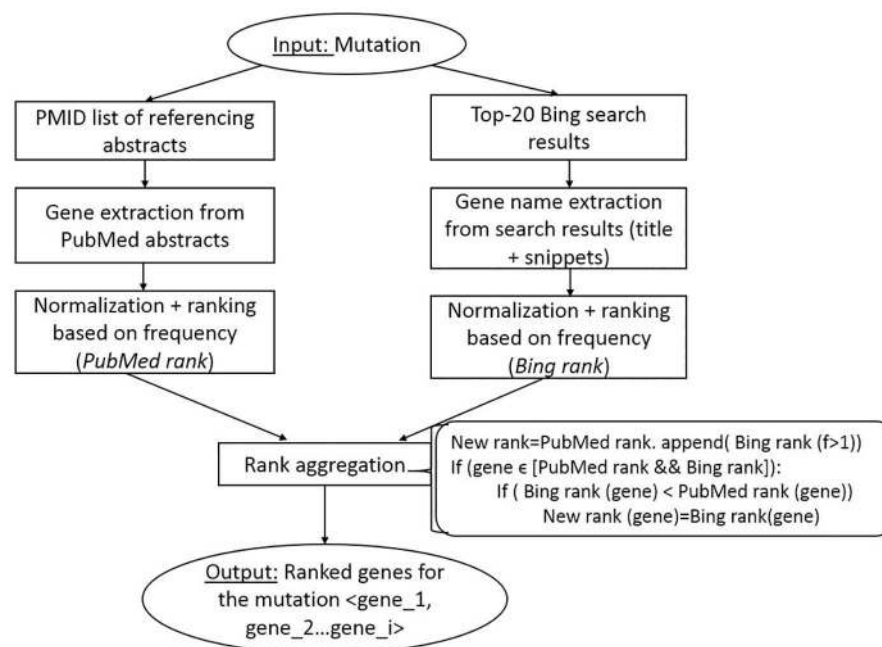 Input: Mutation
PMID list of referencing
abstracts
Gene extraction from
PubMed abstracts
Normalization + ranking
based on frequency
(PubMed rank)
Top-20 Bing search
results
Gene name extraction
from search results (title
+ snippets)
Normalization + ranking
based on frequency
(Bing rank)
Rank aggregation
New rank=PubMed rank. append( Bing rank (f>1))
If (gene ϵ [PubMed rank && Bing rank]):
If ( Bing rank (gene) < PubMed rank (gene))
New rank (gene)=Bing rank(gene)
Output: Ranked genes for
the mutation <gene_1,
gene_2...gene_i>